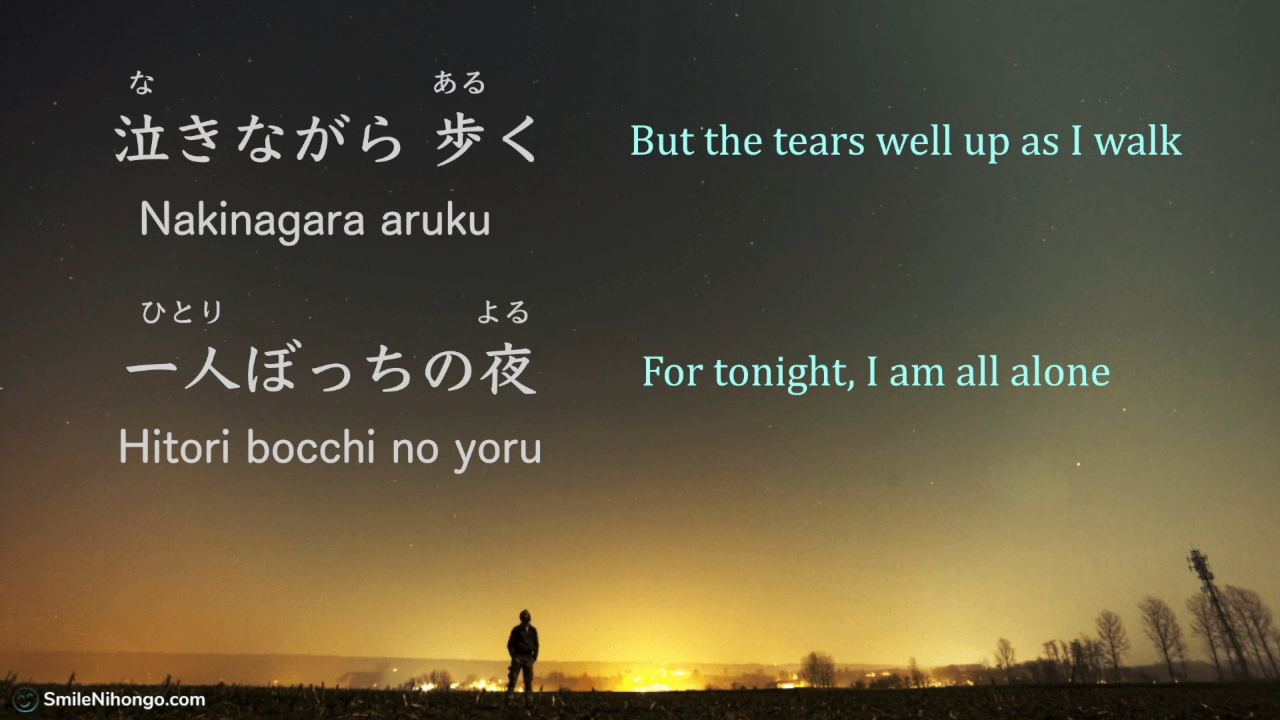 な ある
泣きながら 歩く
But the tears well up as I walk
Nakinagara aruku
ひとり よる
一人ぼっちの夜
For tonight, I am all alone
Hitori bocchi no yoru
SmileNihongo.com